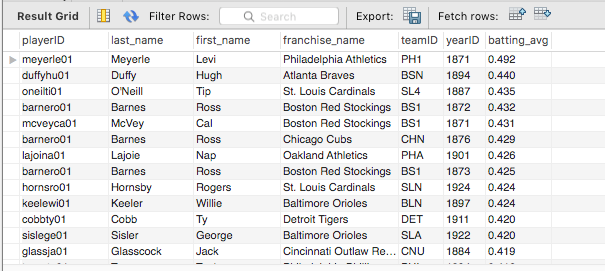 Result Grid Filter Rows: Search Export: Fetch rows:
playerID last_name first_name franchise_name teamID yearID batting_avg
meyerle01 Meyerle Levi Philadelphia Athletics PH1 1871 0.492
duffyhu01 Duffy Hugh Atlanta Braves BSN 1894 0.440
oneilti01 O'Neill Tip St. Louis Cardinals SL4 1887 0.435
barnero01 Barnes Ross Boston Red Stockings BS1 1872 0.432
mcveyca01 McVey Cal Boston Red Stockings BS1 1871 0.431
barnero01 Barnes Ross Chicago Cubs CHN 1876 0.429
lajoina01 Lajoie Nap Oakland Athletics PHA 1901 0.426
barnero01 Barnes Ross Boston Red Stockings BS1 1873 0.425
hornsro01 Hornsby Rogers St. Louis Cardinals SLN 1924 0.424
keelewi01 Keeler Willie Baltimore Orioles BLN 1897 0.424
cobbty01 Cobb Ty Detroit Tigers DET 1911 0.420
sislege01 Sisler George Baltimore Orioles SLA 1922 0.420
glassja01 Glasscock Jack Cincinnati Outlaw Re... CNU 1884 0.419